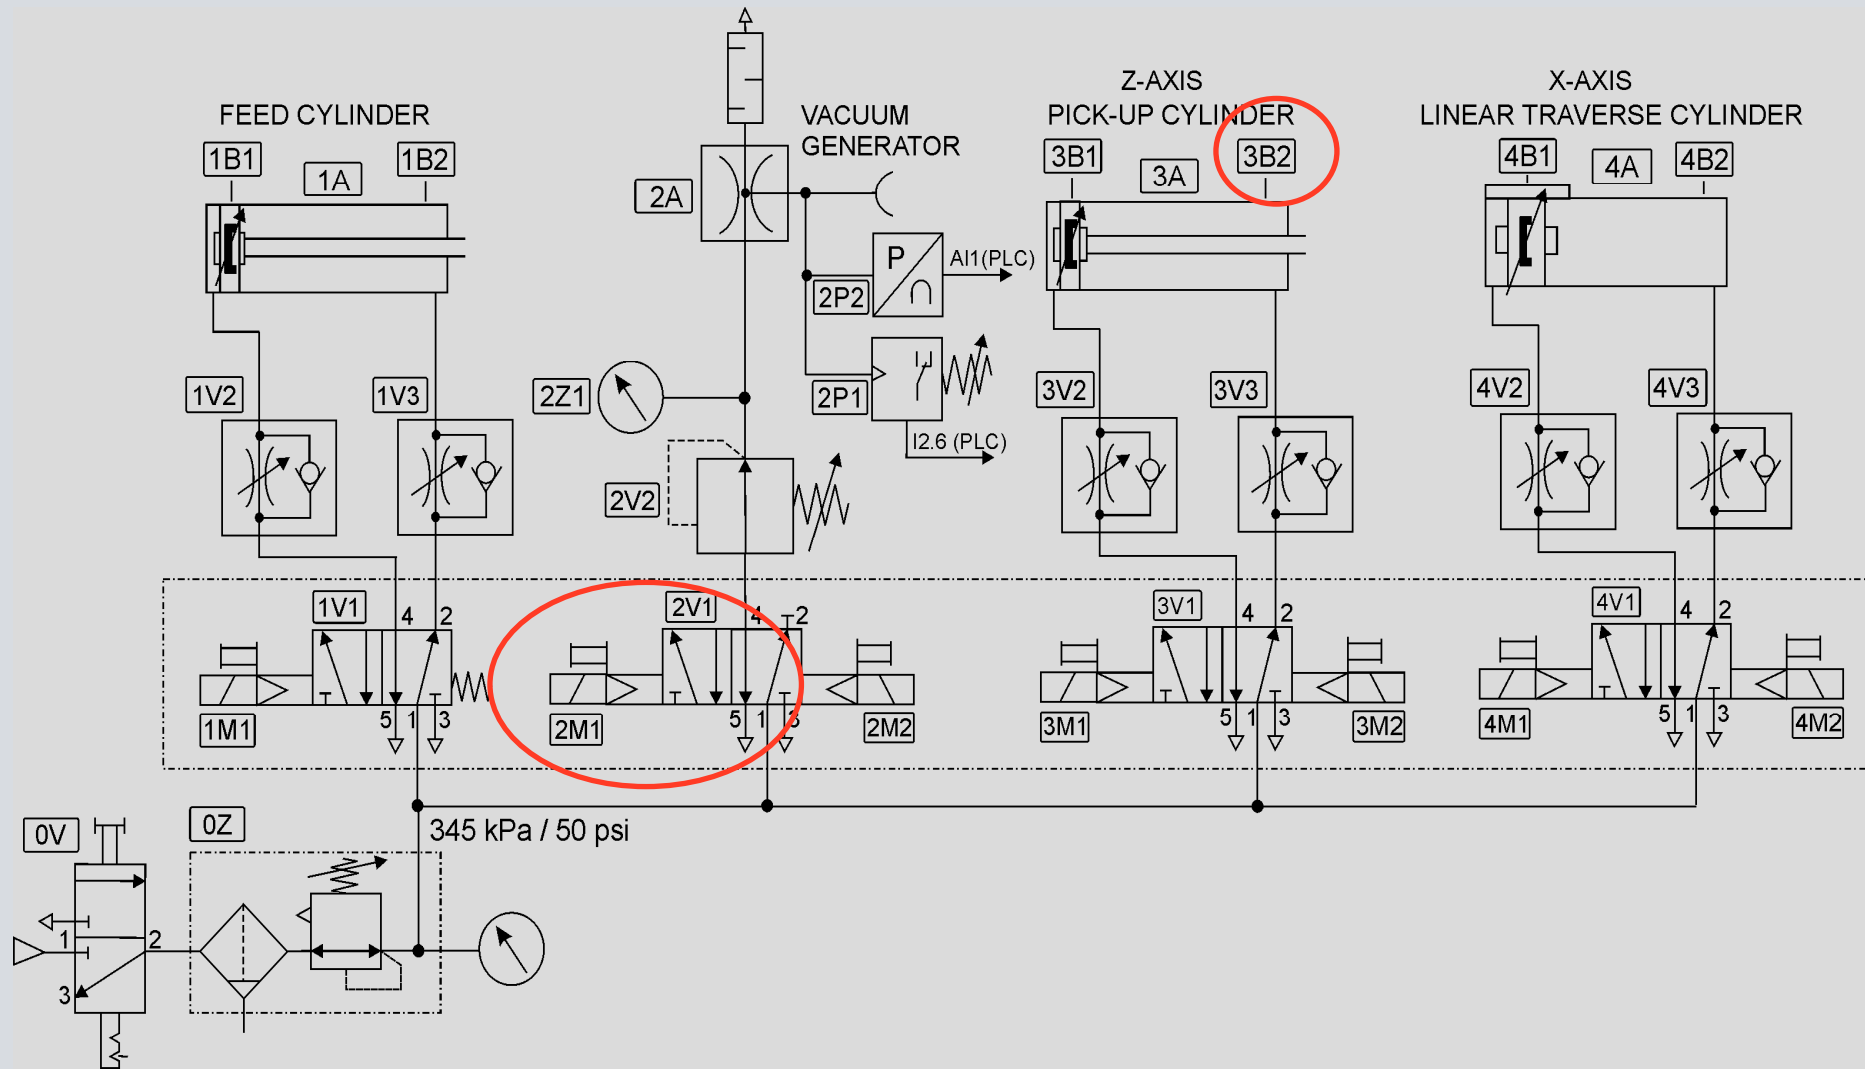 Z-AXIS
PICK-UP CYLINDER
X-AXIS
LINEAR TRAVERSE CYLINDER
FEED CYLINDER
VACUUM
GENERATOR
1B1
1A
1B2
2A
3B1
3A
3B2
4B1
4A
4B2
P
AI1(PLC)
2P2
2P1
I2.6 (PLC)
2Z1
1V2
1V3
3V2
3V3
4V2
4V3
2V2
1V1
4 2
2V1
4 2
3V1
4 2
4V1
4 2
1M1
5 1 3
2M1
5 1 3
2M2
3M1
5 1 3
3M2
4M1
5 1 3
4M2
0V
0Z
345 kPa / 50 psi
1 2
3